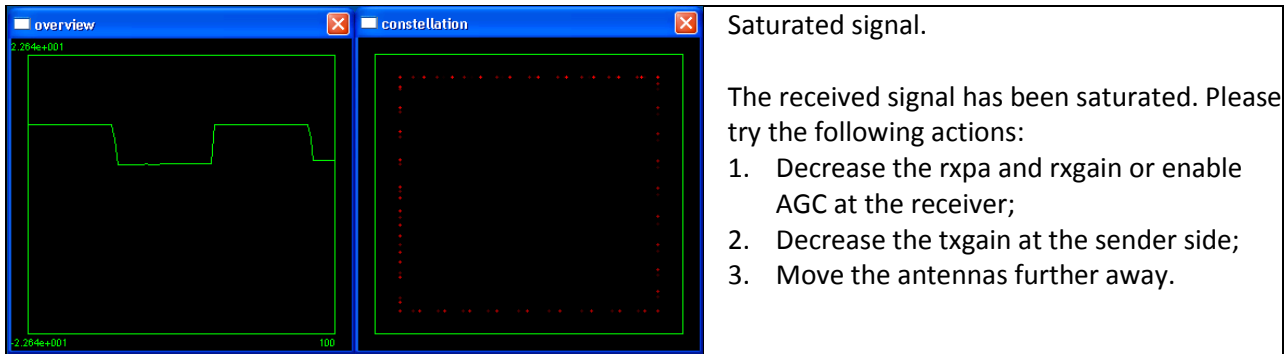 overview
2.264e+001
-2.264e+001
100
constellation
Saturated signal.
The received signal has been saturated. Please
try the following actions:
1. Decrease the rxpa and rxgain or enable
AGC at the receiver;
2. Decrease the txgain at the sender side;
3. Move the antennas further away.